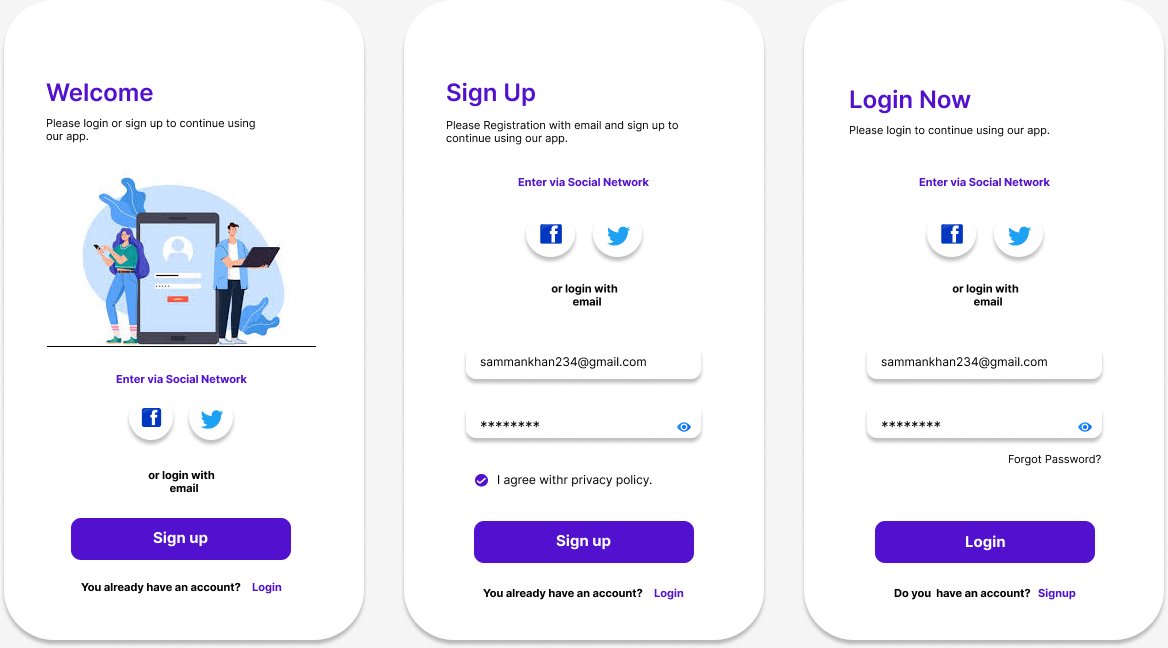 Welcome
Please login or sign up to continue using
our app.
Enter via Social Network
f
or login with
email
Sign up
You already have an account? Login
Sign Up
Please Registration with email and sign up to
continue using our app.
Enter via Social Network
f
or login with
email
sammankhan234@gmail.com
********
I agree withr privacy policy.
Sign up
You already have an account? Login
Login Now
Please login to continue using our app.
Enter via Social Network
f
or login with
email
sammankhan234@gmail.com
********
Forgot Password?
Login
Do you  have an account? Signup